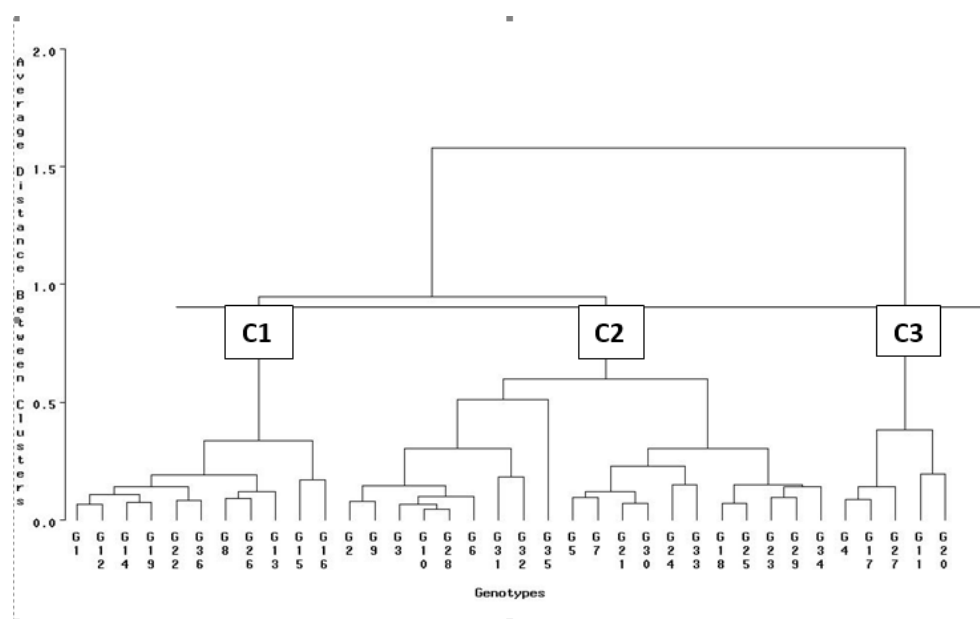 Average Distance Between Clusters
2.0
1.5
1.0
0.5
0.0
C1
C2
C3
G1 G12 G14 G19 G22 G36 G8 G26 G13 G15 G16 G2 G9 G3 G10 G28 G6 G31 G32 G35 G5 G7 G21 G30 G24 G33 G18 G25 G23 G29 G34 G4 G17 G27 G11 G20
Genotypes